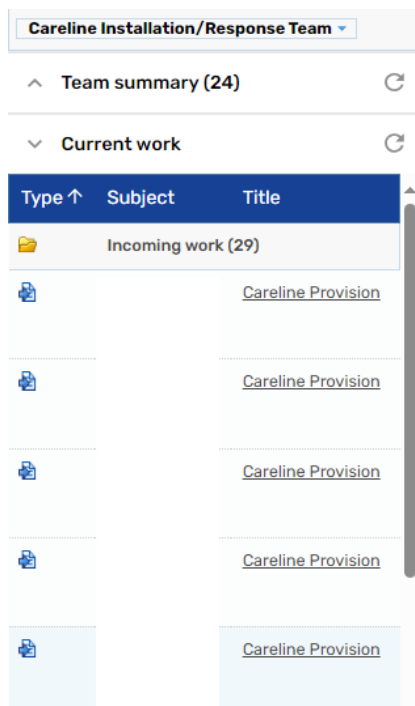 Careline Installation/Response Team
Team summary (24)
Current work
Type Subject Title
Incoming work (29)
Careline Provision
Careline Provision
Careline Provision
Careline Provision
Careline Provision